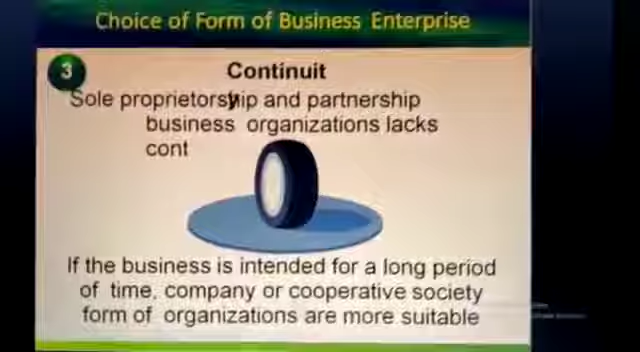 Choice of Form of Business Enterprise
3
Continuit
y
Sole proprietorship and partnership
business organizations lacks
cont
If the business is intended for a long period
of time, company or cooperative society
form of organizations are more suitable